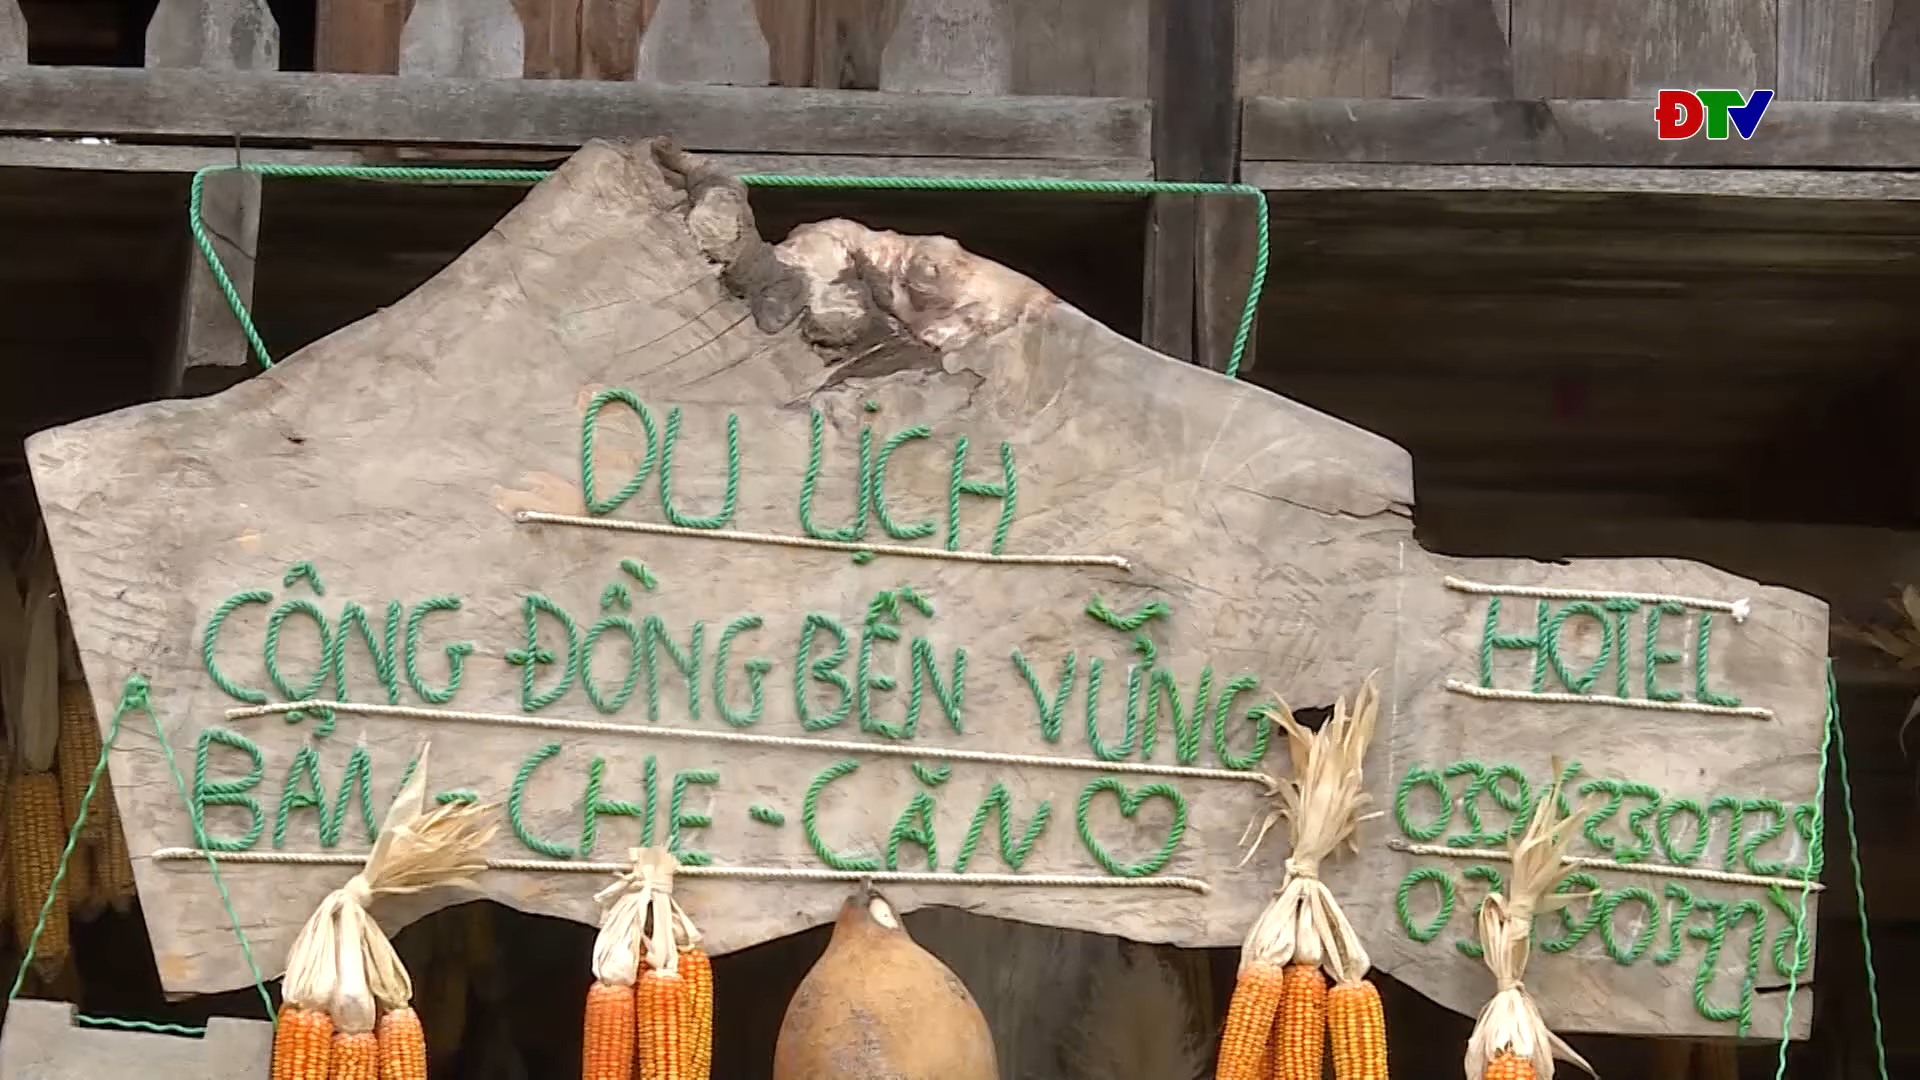 ĐTV
DU LỊCH
CỘNG ĐỒNG BỀN VỮNG
BẢN - CHE - CĂN
HOTEL